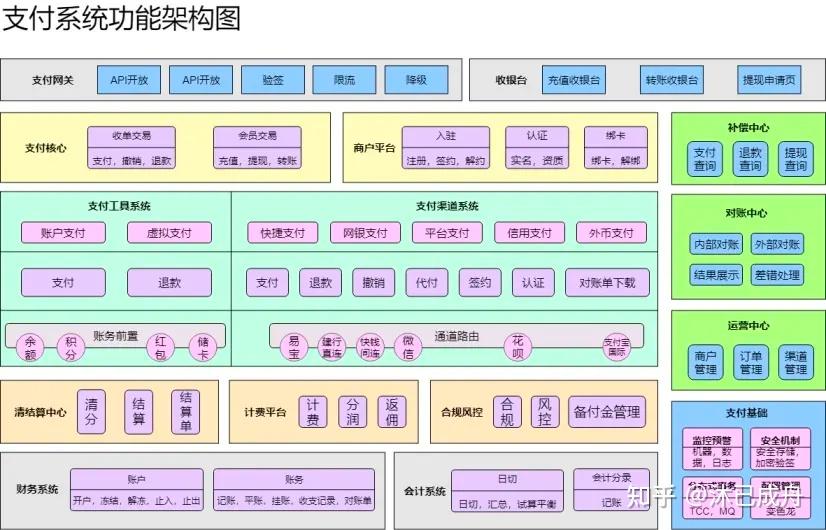 支付系统功能架构图
支付网关
API开放
API开放
验签
限流
降级
收银台
充值收银台
转账收银台
提现申请页
支付核心
收单交易
支付，撤销，退款
会员交易
充值，提现，转账
商户平台
入驻
注册，签约，解约
认证
实名，资质
绑卡
绑卡，解绑
补偿中心
支付
查询
退款
查询
提现
查询
支付工具系统
账户支付
虚拟支付
支付
退款
账务前置
余
额
积
分
红
包
储
卡
支付渠道系统
快捷支付
网银支付
平台支付
信用支付
外币支付
支付
退款
撤销
代付
签约
认证
对账单下载
通道路由
易
宝
建行
直连
快钱
间连
微
信
花
呗
支付宝
国际
对账中心
内部对账
外部对账
结果展示
差错处理
运营中心
商户
管理
订单
管理
渠道
管理
清结算中心
清
分
结
算
结
算
单
计费平台
计
费
分
润
返
佣
合规风控
合
规
风
控
备付金管理
支付基础
监控预警
机器，数
据，日志
安全机制
安全存储，
加密验签
TCC，MQ
配置管理
变色龙
财务系统
账户
开户，冻结，解冻，止入，止出
账务
记账，平账，挂账，收支记录，对账单
会计系统
日切
日切，汇总，试算平衡
会计分录
记账
知乎 @沐已成舟